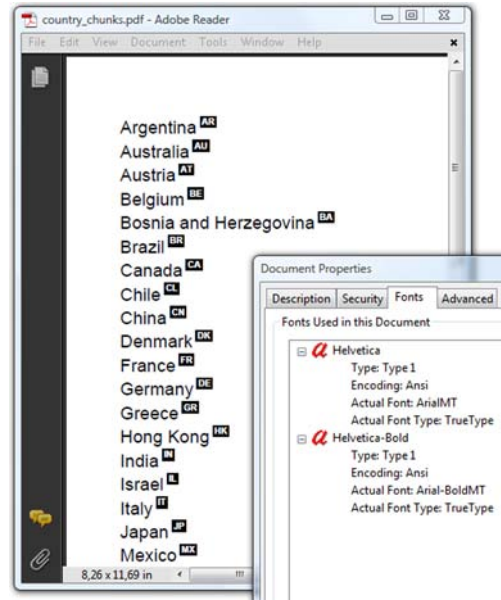 country_chunks.pdf - Adobe Reader
File Edit View Document Tools Window Help
Argentina AR
Australia AU
Austria AT
Belgium BE
Bosnia and Herzegovina BA
Brazil BR
Canada CA
Chile CL
China CN
Denmark DK
France FR
Germany DE
Greece GR
Hong Kong HK
India IN
Israel IL
Italy IT
Japan JP
Mexico MX
8,26 x 11,69 in
Document Properties
Description Security Fonts Advanced
Fonts Used in this Document
Helvetica
Type: Type 1
Encoding: Ansi
Actual Font: ArialMT
Actual Font Type: TrueType
Helvetica-Bold
Type: Type 1
Encoding: Ansi
Actual Font: Arial-BoldMT
Actual Font Type: TrueType